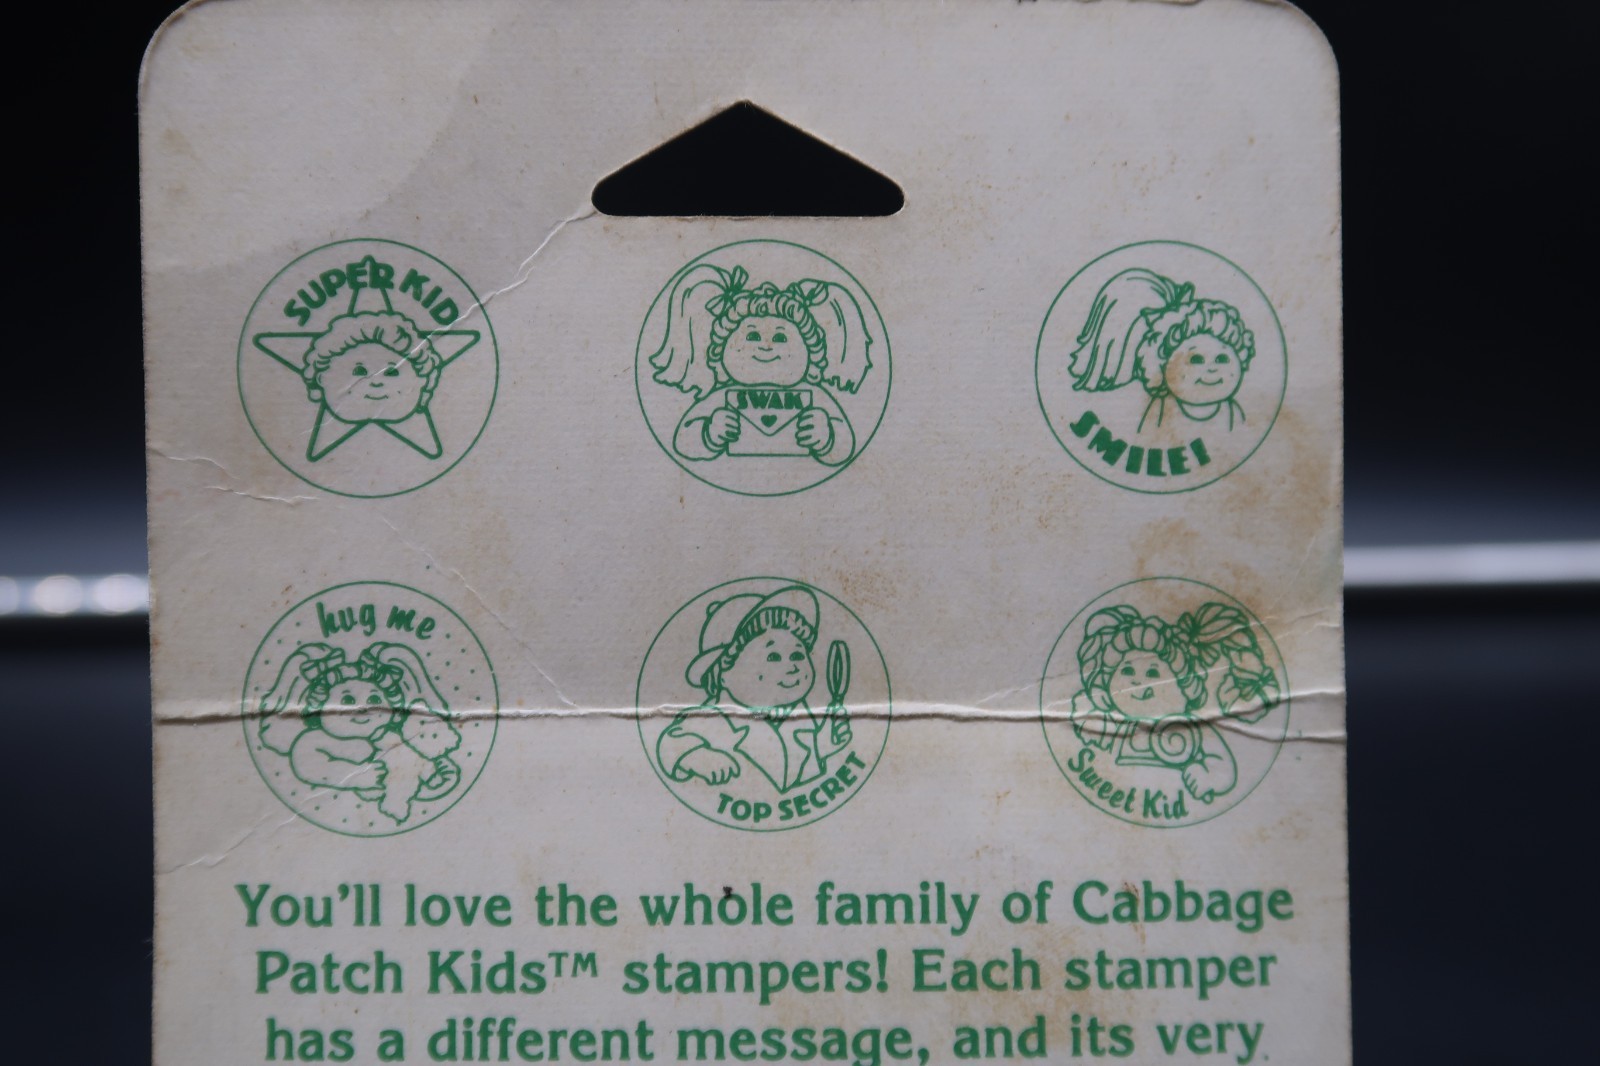 SUPER KID
SWAK
SMILE!
hug me
TOP SECRET
Sweet Kid
You'll love the whole family of Cabbage
Patch Kids™ stampers! Each stamper
has a different message, and its very